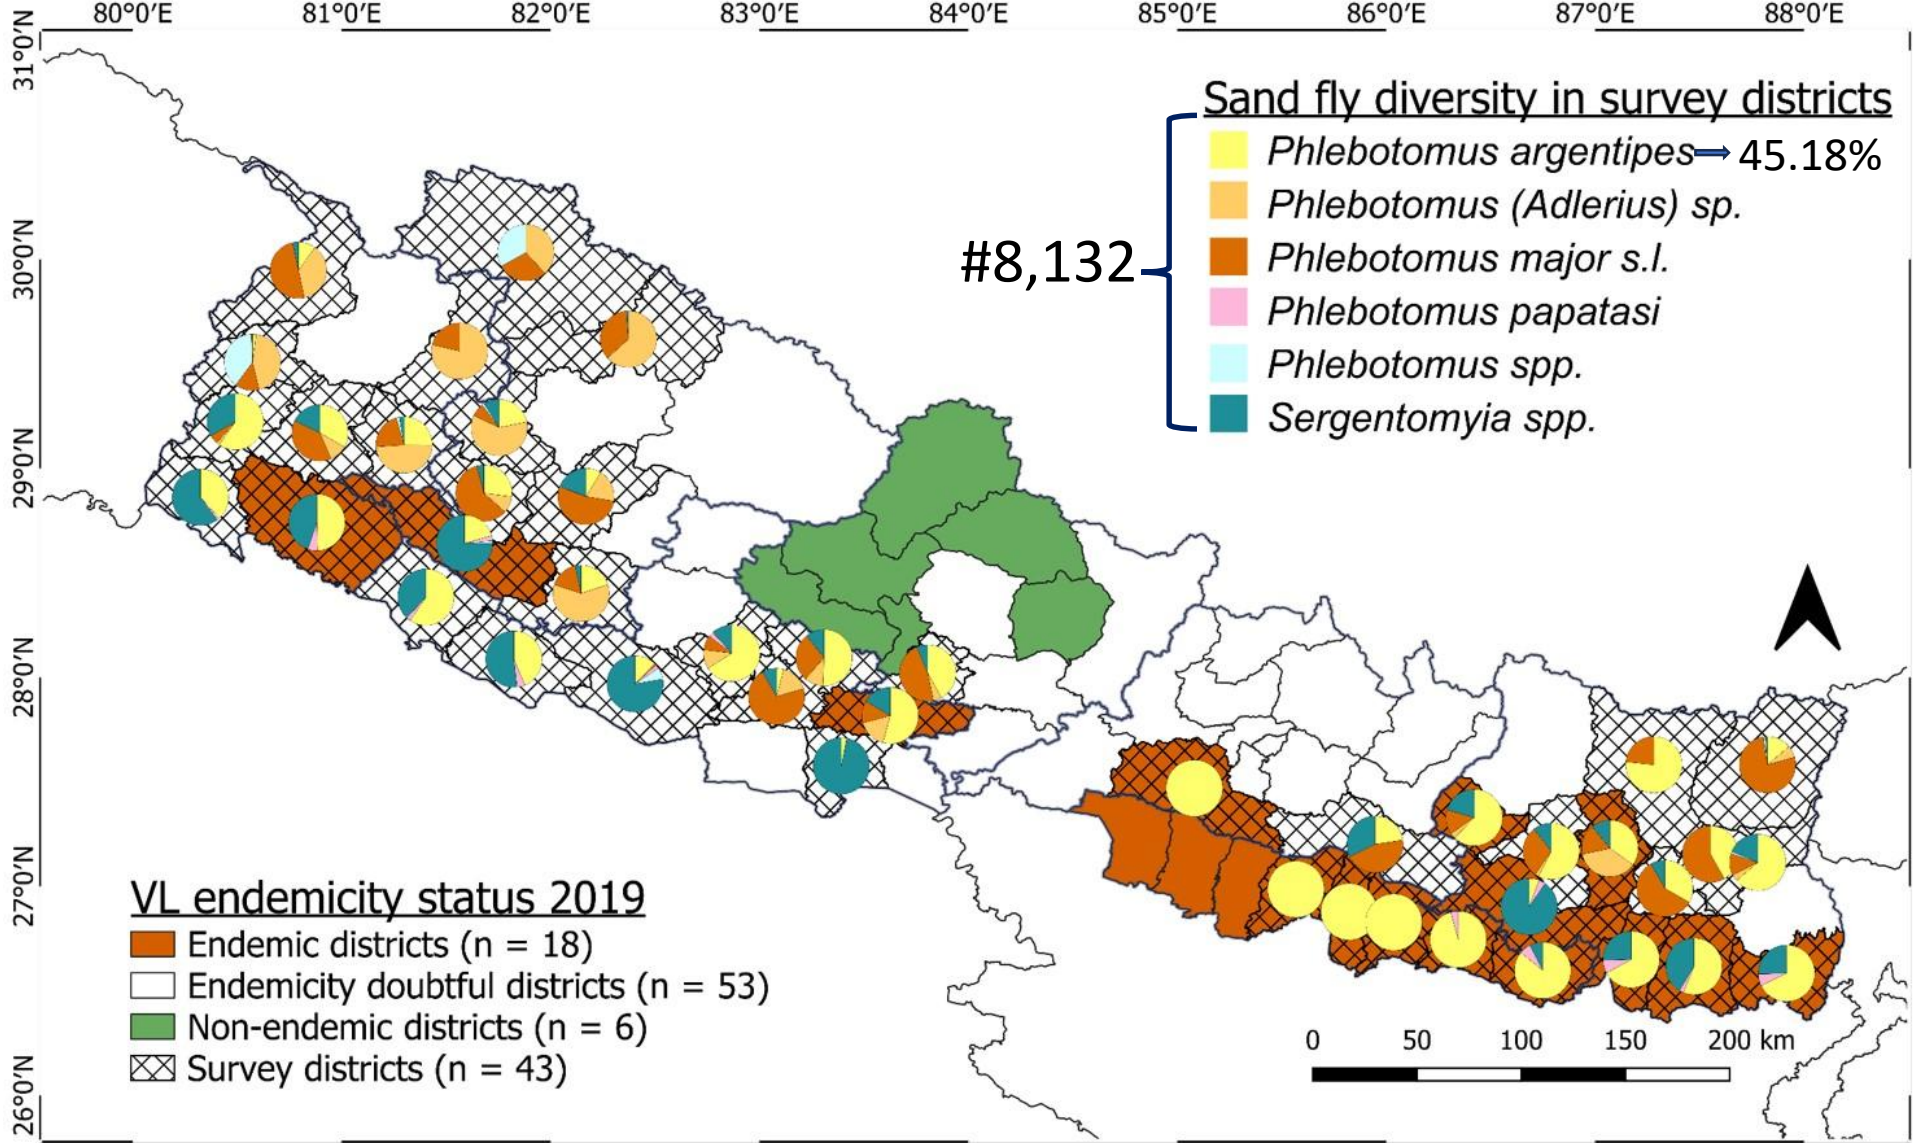 80°0'E 81°0'E 82°0'E 83°0'E 84°0'E 85°0'E 86°0'E 87°0'E 88°0'E
31°0'N
30°0'N
29°0'N
28°0'N
27°0'N
26°0'N
Sand fly diversity in survey districts
Phlebotomus argentipes 45.18%
Phlebotomus (Adlerius) sp.
#8,132
Phlebotomus major s.l.
Phlebotomus papatasi
Phlebotomus spp.
Sergentomyia spp.
VL endemicity status 2019
Endemic districts (n = 18)
Endemicity doubtful districts (n = 53)
Non-endemic districts (n = 6)
Survey districts (n = 43)
0 50 100 150 200 km